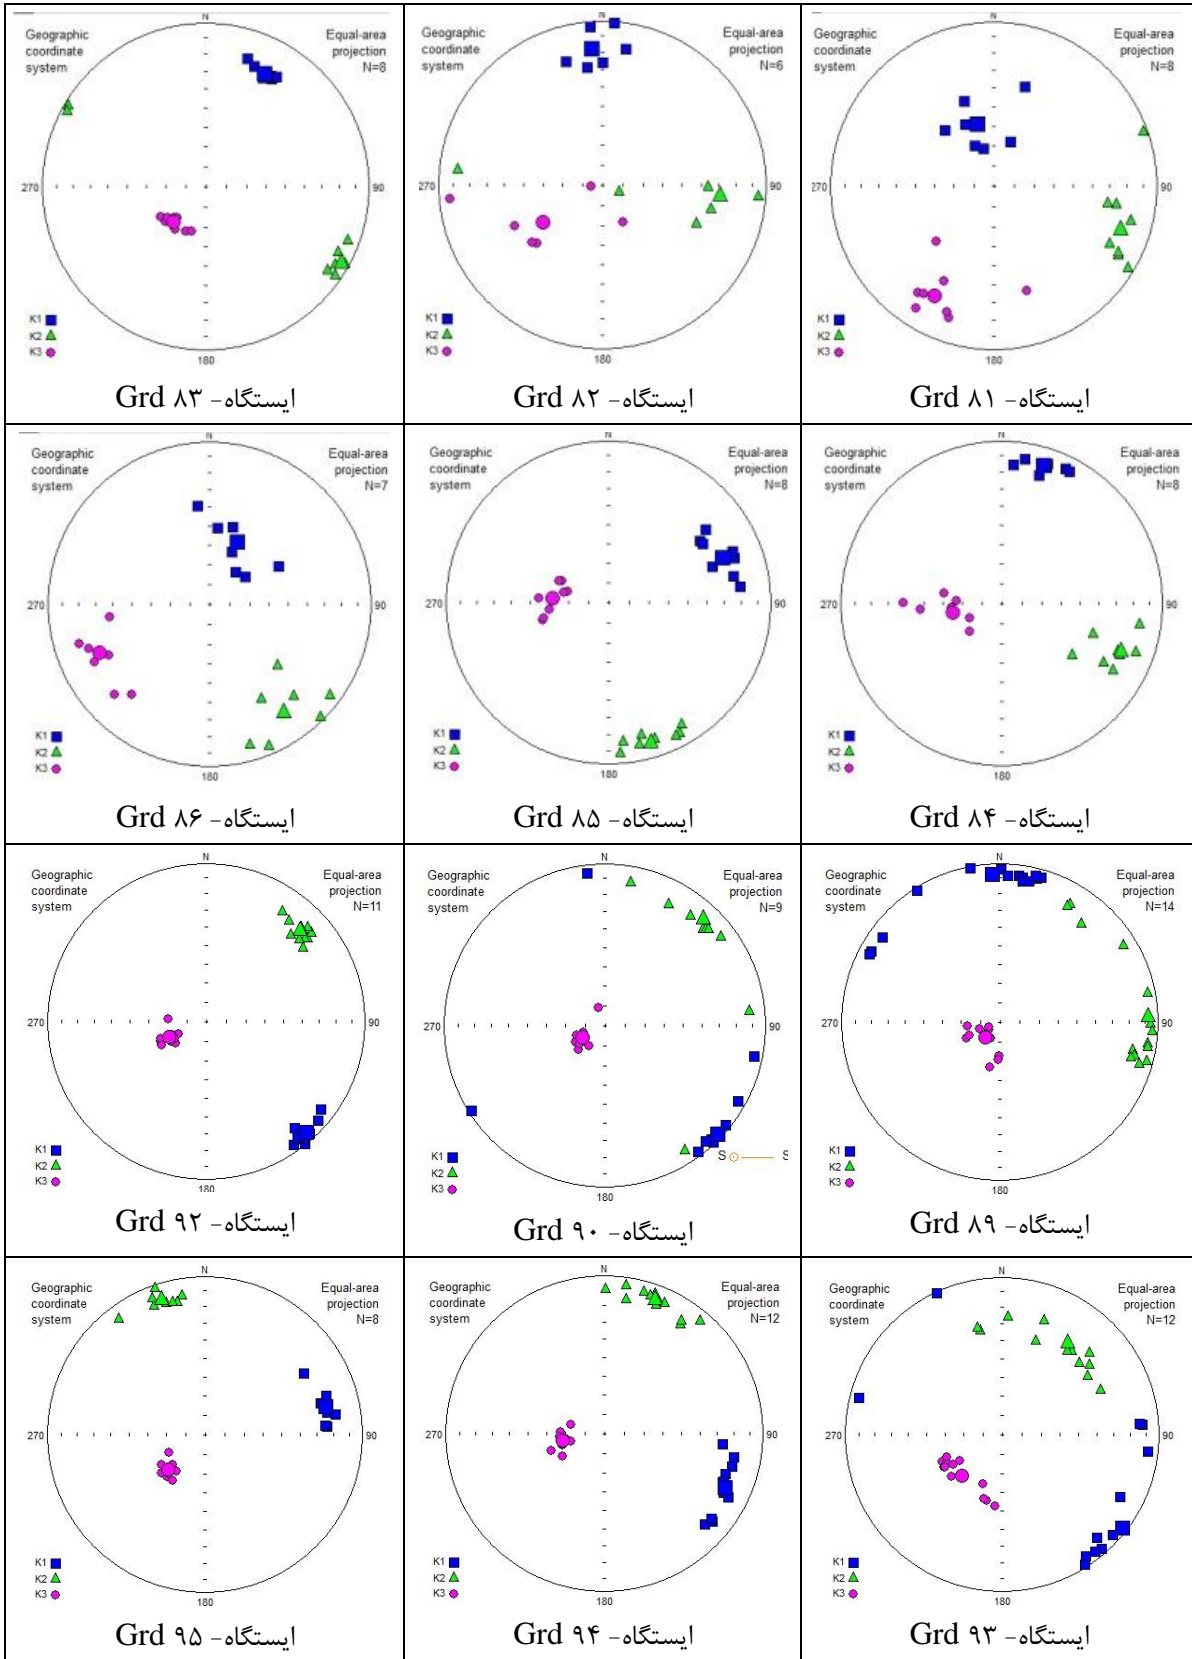 Geographic
coordinate
system
N
Equal-area
projection
N=8
270
90
180
K1
K2
K3
ایستگاه- Grd ۸۳
Geographic
coordinate
system
N
Equal-area
projection
N=6
270
90
180
K1
K2
K3
ایستگاه- Grd ۸۲
Geographic
coordinate
system
N
Equal-area
projection
N=8
270
90
180
K1
K2
K3
ایستگاه- Grd ۸۱
Geographic
coordinate
system
N
Equal-area
projection
N=7
270
90
180
K1
K2
K3
ایستگاه- Grd ۸۶
Geographic
coordinate
system
N
Equal-area
projection
N=8
270
90
180
K1
K2
K3
ایستگاه- Grd ۸۵
Geographic
coordinate
system
N
Equal-area
projection
N=8
270
90
180
K1
K2
K3
ایستگاه- Grd ۸۴
Geographic
coordinate
system
N
Equal-area
projection
N=11
270
90
180
K1
K2
K3
ایستگاه- Grd ۹۲
Geographic
coordinate
system
N
Equal-area
projection
N=9
270
90
S
S
180
K1
K2
K3
ایستگاه- Grd ۹۰
Geographic
coordinate
system
N
Equal-area
projection
N=14
270
90
180
K1
K2
K3
ایستگاه- Grd ۸۹
Geographic
coordinate
system
N
Equal-area
projection
N=8
270
90
180
K1
K2
K3
ایستگاه- Grd ۹۵
Geographic
coordinate
system
N
Equal-area
projection
N=12
270
90
180
K1
K2
K3
ایستگاه- Grd ۹۴
Geographic
coordinate
system
N
Equal-area
projection
N=12
270
90
180
K1
K2
K3
ایستگاه- Grd ۹۳